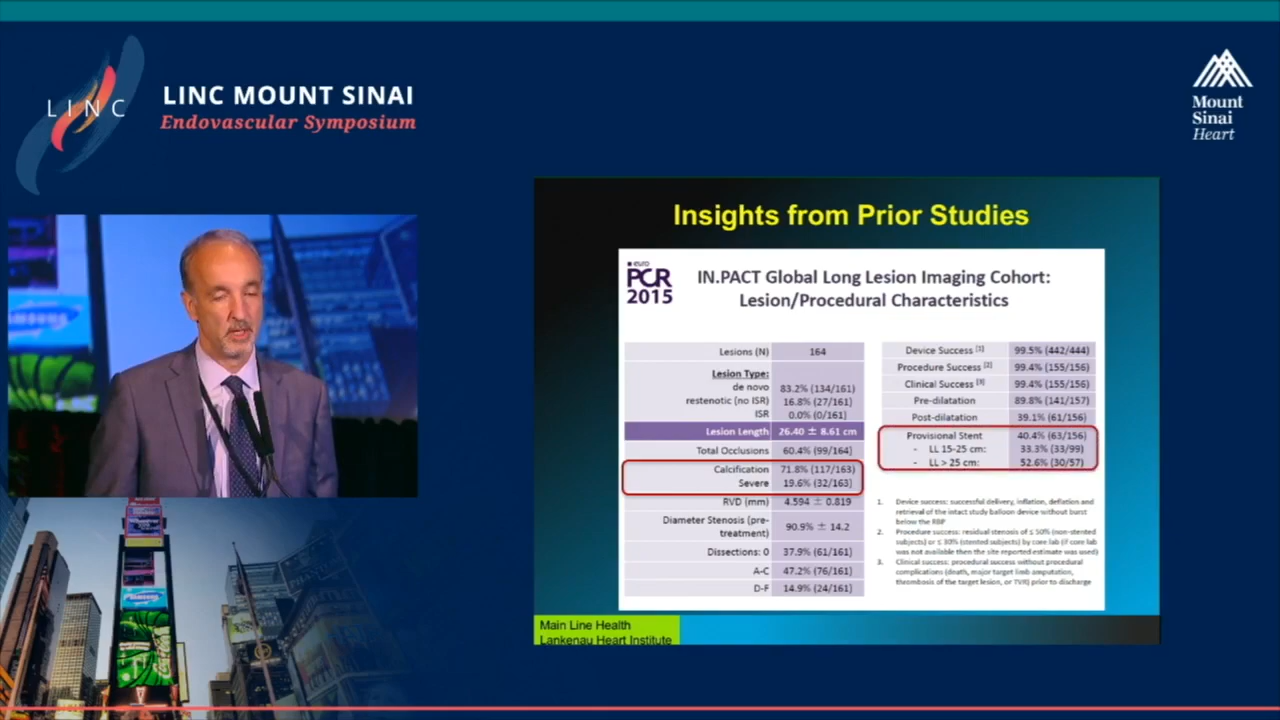 LINC
LINC MOUNT SINAI
Endovascular Symposium
Mount
Sinai
Heart
SAMSUNG
Insights from Prior Studies
euro
PCR
2015
IN.PACT Global Long Lesion Imaging Cohort:
Lesion/Procedural Characteristics
Lesions (N) 164
Lesion Type:
de novo 83.2% (134/161)
restenotic (no ISR) 16.8% (27/161)
ISR 0.0% (0/161)
Lesion Length 26.40 ± 8.61 cm
Total Occlusions 60.4% (99/164)
Calcification 71.8% (117/163)
Severe 19.6% (32/163)
RVD (mm) 4.594 ± 0.819
Diameter Stenosis (pre-
treatment) 90.9% ± 14.2
Dissections: 0 37.9% (61/161)
A-C 47.2% (76/161)
D-F 14.9% (24/161)
Device Success [1] 99.5% (442/444)
Procedure Success [2] 99.4% (155/156)
Clinical Success [3] 99.4% (155/156)
Pre-dilatation 89.8% (141/157)
Post-dilatation 39.1% (61/156)
Provisional Stent 40.4% (63/156)
- LL 15-25 cm: 33.3% (33/99)
- LL > 25 cm: 52.6% (30/57)
1. Device success: successful delivery, inflation, deflation and
retrieval of the intact study balloon device without burst
below the RBP
2. Procedure success: residual stenosis of ≤ 50% (non-stented
subjects) or ≤ 30% (stented subjects) by core lab (if core lab
was not available then the site reported estimate was used)
3. Clinical success: procedural success without procedural
complications (death, major target limb amputation,
thrombosis of the target lesion, or TVR) prior to discharge
Main Line Health
Lankenau Heart Institute